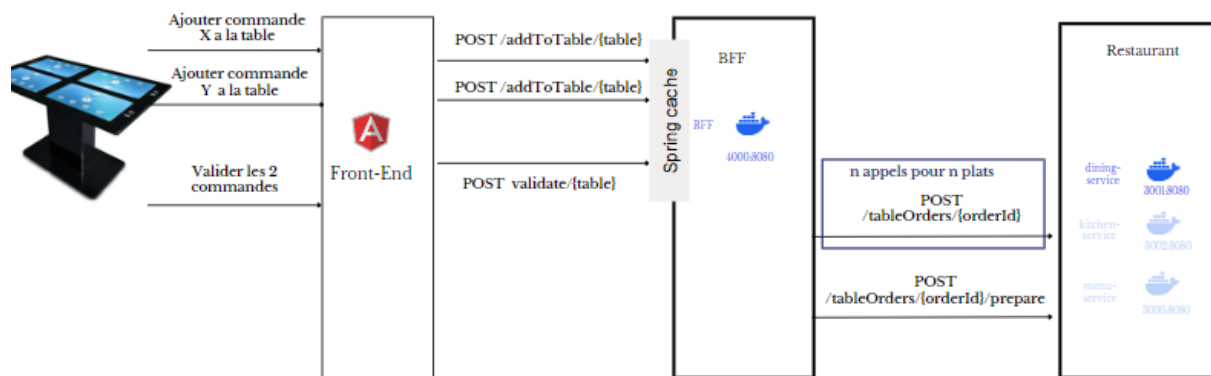 Ajouter commande
X a la table
Ajouter commande
Y a la table
Valider les 2
commandes
Front-End
POST /addToTable/{table}
POST /addToTable/{table}
POST validate/{table}
Spring cache
BFF
BFF
4000:8080
n appels pour n plats
POST
/tableOrders/{orderId}
POST
/tableOrders/{orderId}/prepare
Restaurant
dining-
service
3001:8080
kitchen-
service
3002:8080
menu-
service
3000:8080